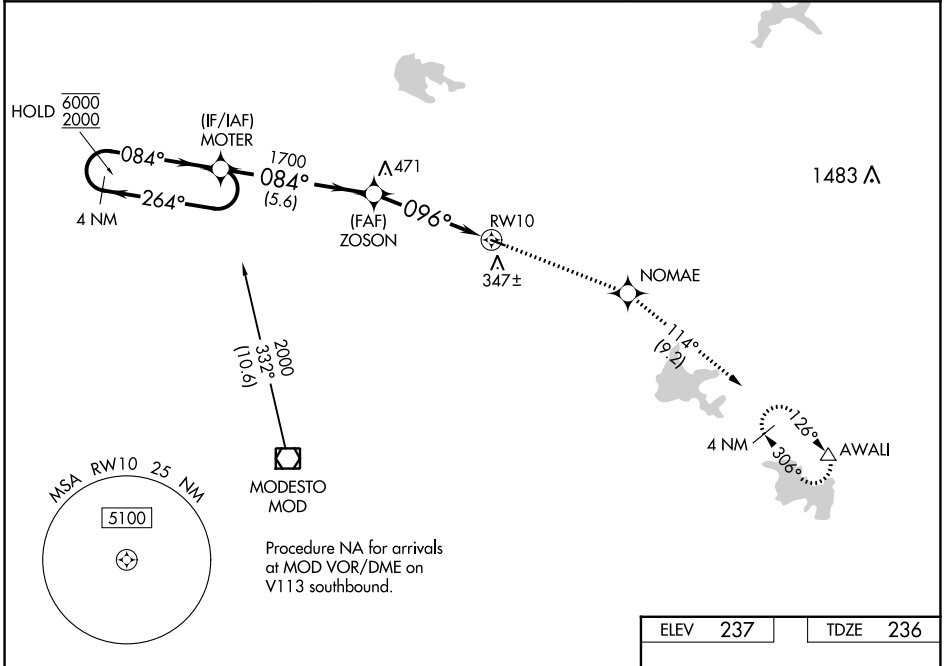 HOLD 6000
2000
(IF/IAF)
MOTER
084°
264°
4 NM
1700
084°
(5.6)
471
(FAF)
ZOSON
096°
RW10
347±
1483
NOMAE
114°
(9.2)
4 NM
126°
306°
AWALI
2000
332°
(10.6)
MODESTO
MOD
MSA RW10 25 NM
5100
Procedure NA for arrivals
at MOD VOR/DME on
V113 southbound.
ELEV 237
TDZE 236